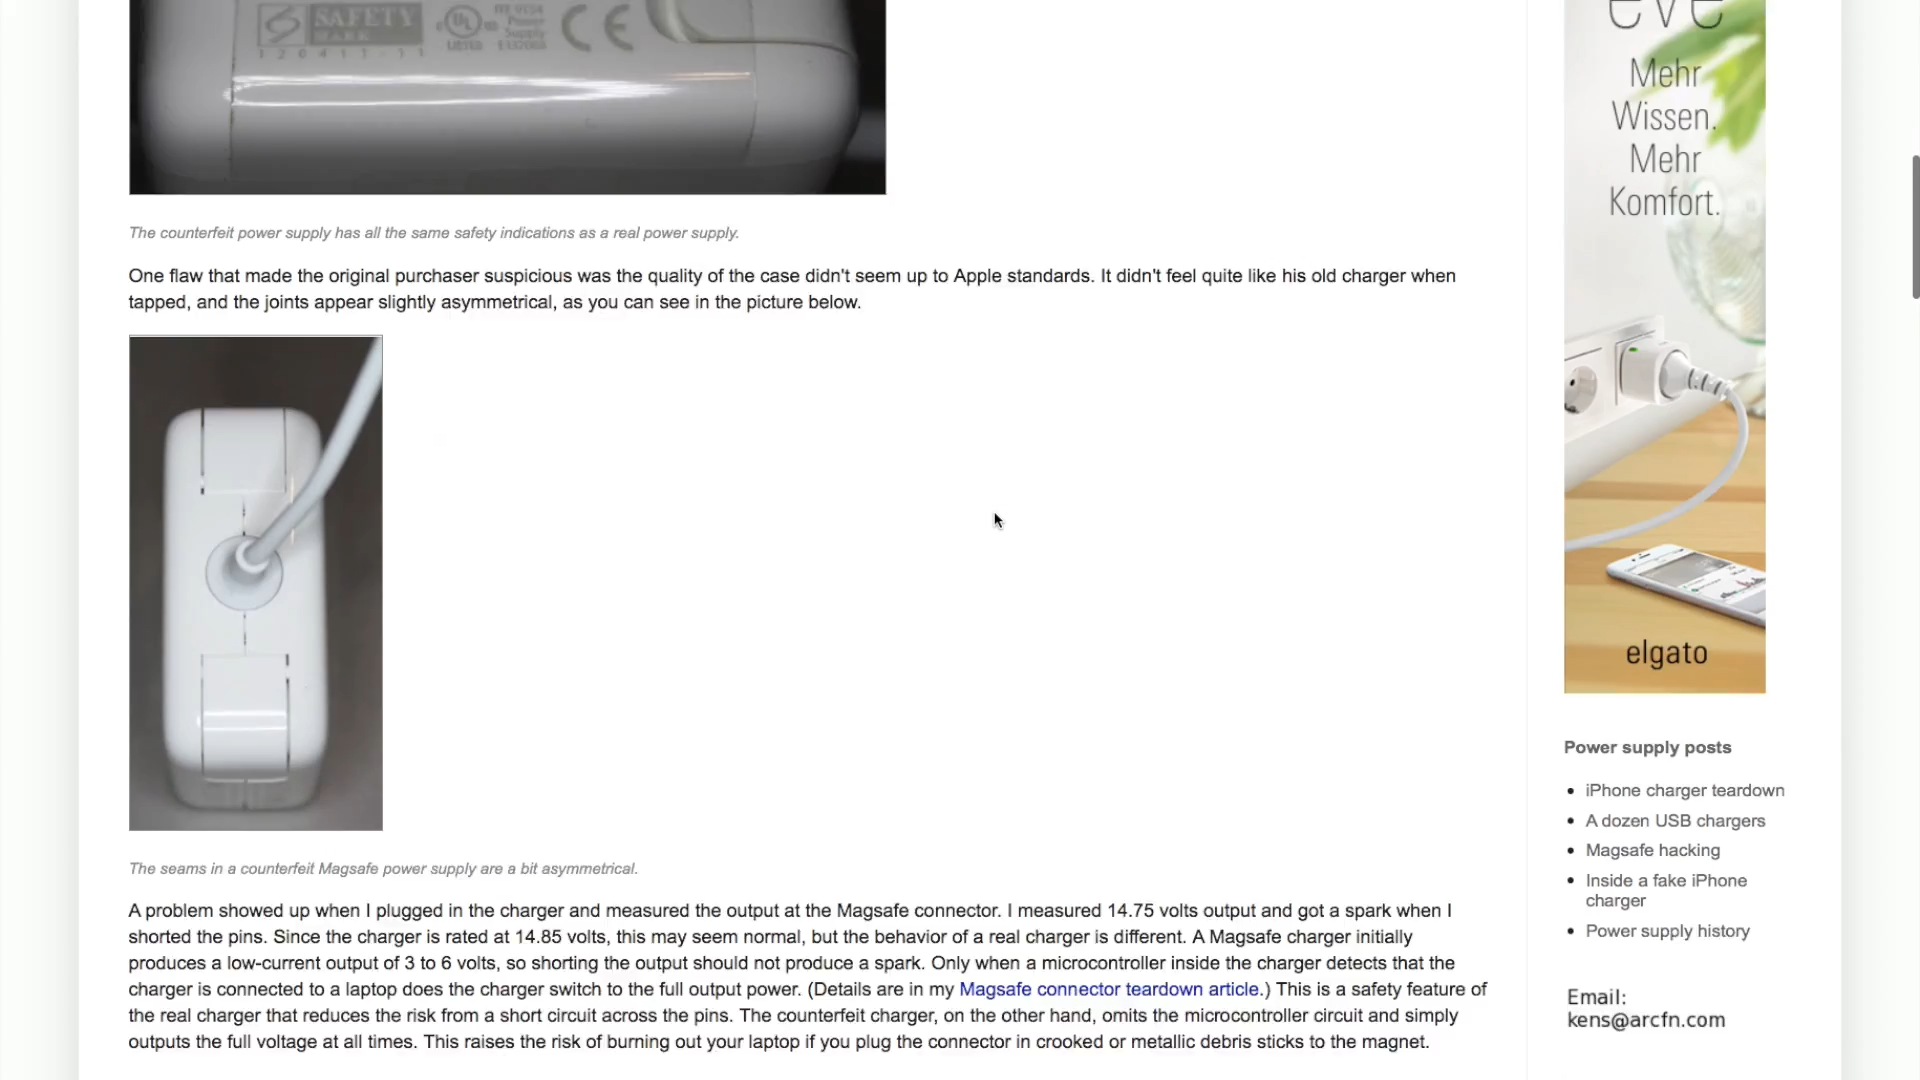 SAFETY
MARK
120411-11
UL
LISTED
Power
Supply
CE
The counterfeit power supply has all the same safety indications as a real power supply.
One flaw that made the original purchaser suspicious was the quality of the case didn't seem up to Apple standards. It didn't feel quite like his old charger when
tapped, and the joints appear slightly asymmetrical, as you can see in the picture below.
The seams in a counterfeit Magsafe power supply are a bit asymmetrical.
A problem showed up when I plugged in the charger and measured the output at the Magsafe connector. I measured 14.75 volts output and got a spark when I
shorted the pins. Since the charger is rated at 14.85 volts, this may seem normal, but the behavior of a real charger is different. A Magsafe charger initially
produces a low-current output of 3 to 6 volts, so shorting the output should not produce a spark. Only when a microcontroller inside the charger detects that the
charger is connected to a laptop does the charger switch to the full output power. (Details are in my Magsafe connector teardown article.) This is a safety feature of
the real charger that reduces the risk from a short circuit across the pins. The counterfeit charger, on the other hand, omits the microcontroller circuit and simply
outputs the full voltage at all times. This raises the risk of burning out your laptop if you plug the connector in crooked or metallic debris sticks to the magnet.
eve
Mehr
Wissen.
Mehr
Komfort.
elgato
Power supply posts
• iPhone charger teardown
• A dozen USB chargers
• Magsafe hacking
• Inside a fake iPhone
charger
• Power supply history
Email:
kens@arcfn.com